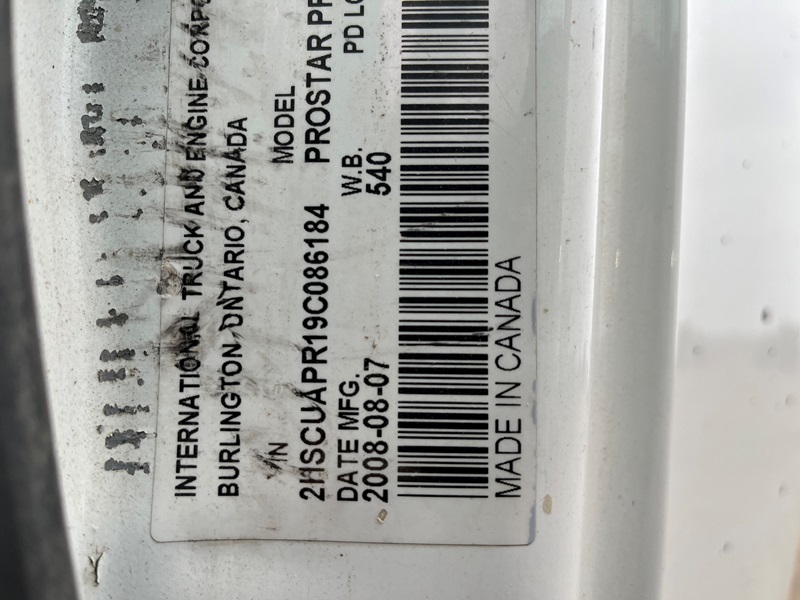 INTERNATIONAL TRUCK AND ENGINE CORPO
BURLINGTON, ONTARIO, CANADA
VIN MODEL
2HSCUAPR19C086184 PROSTAR PR
DATE MFG. W.B. PD LO
2008-08-07 540
MADE IN CANADA